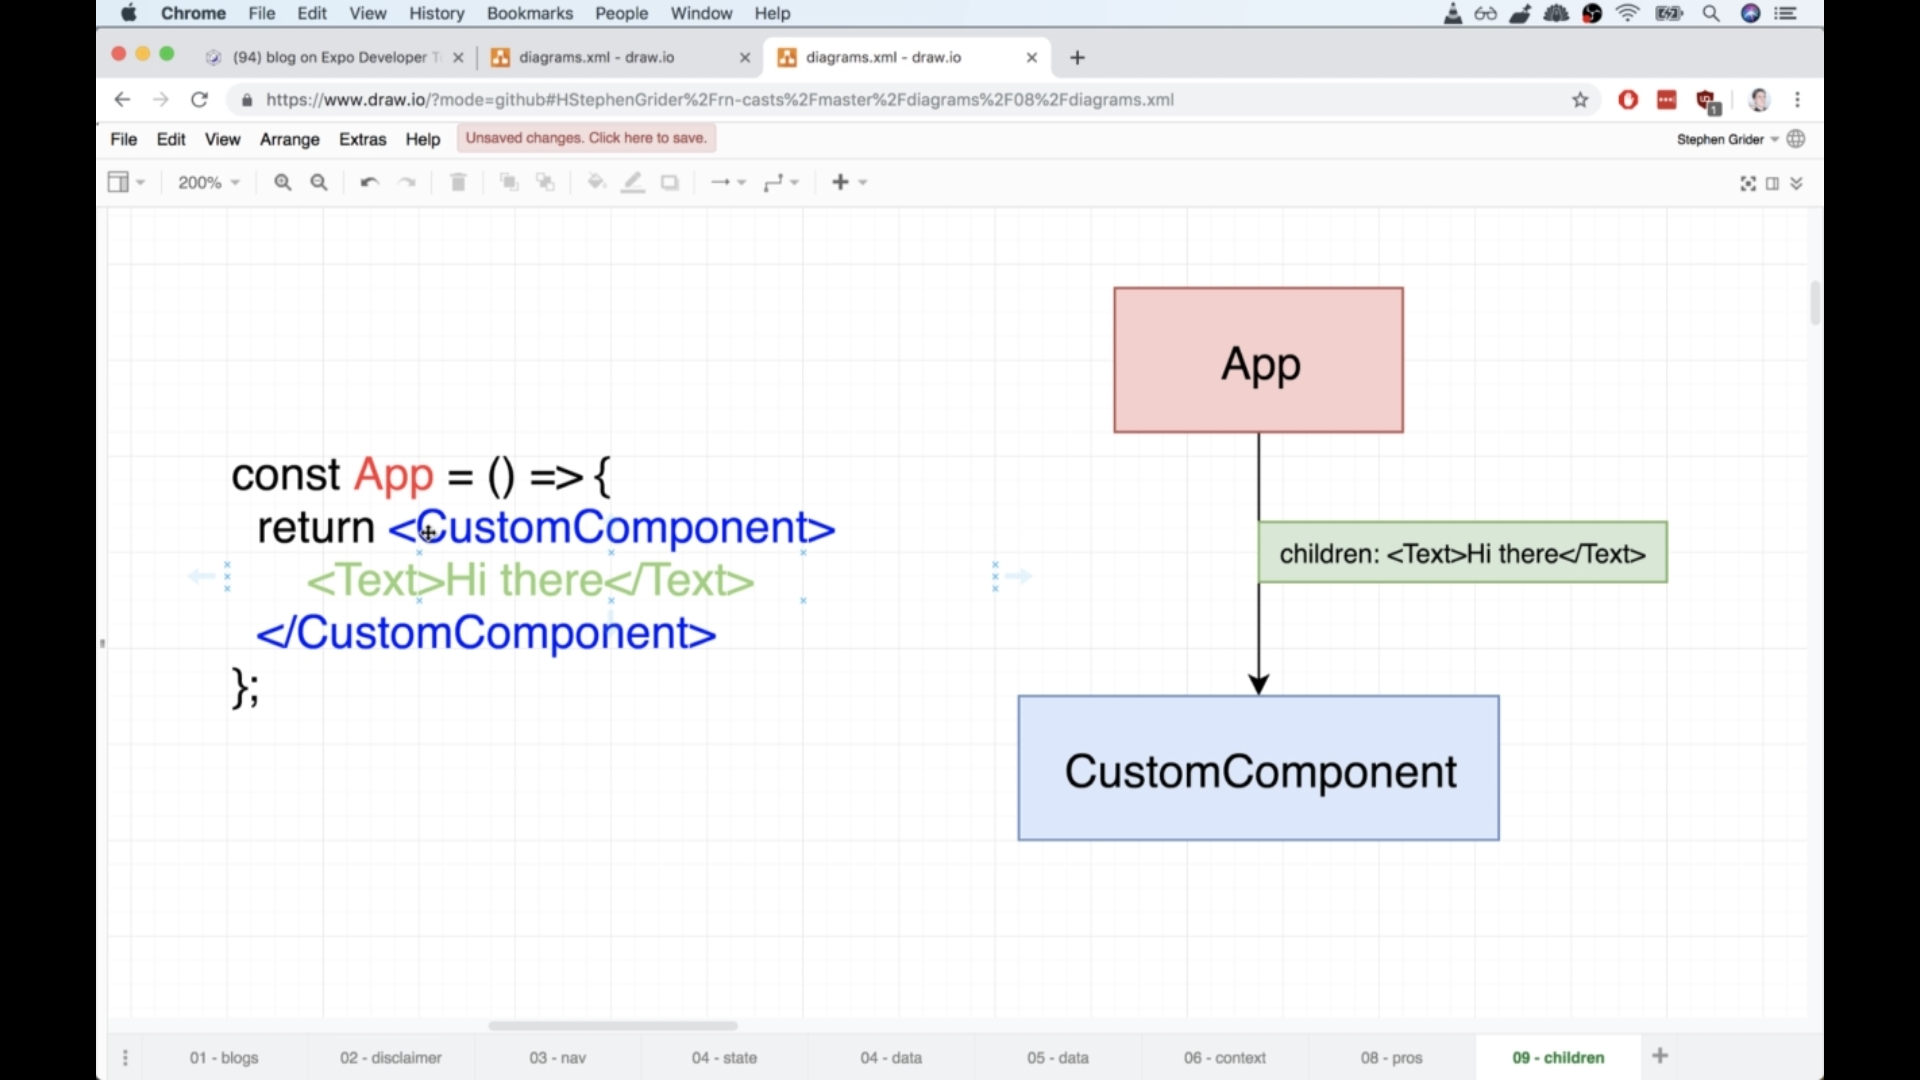 Chrome File Edit View History Bookmarks People Window Help
(94) blog on Expo Developer T
diagrams.xml - draw.io
diagrams.xml - draw.io
https://www.draw.io/?mode=github#HStephenGrider%2Frn-casts%2Fmaster%2Fdiagrams%2F08%2Fdiagrams.xml
1
File Edit View Arrange Extras Help Unsaved changes. Click here to save.
Stephen Grider
200%
App
const App = () => {
return <CustomComponent>
<Text>Hi there</Text>
</CustomComponent>
};
children: <Text>Hi there</Text>
CustomComponent
01 - blogs
02 - disclaimer
03 - nav
04 - state
04 - data
05 - data
06 - context
08 - pros
09 - children